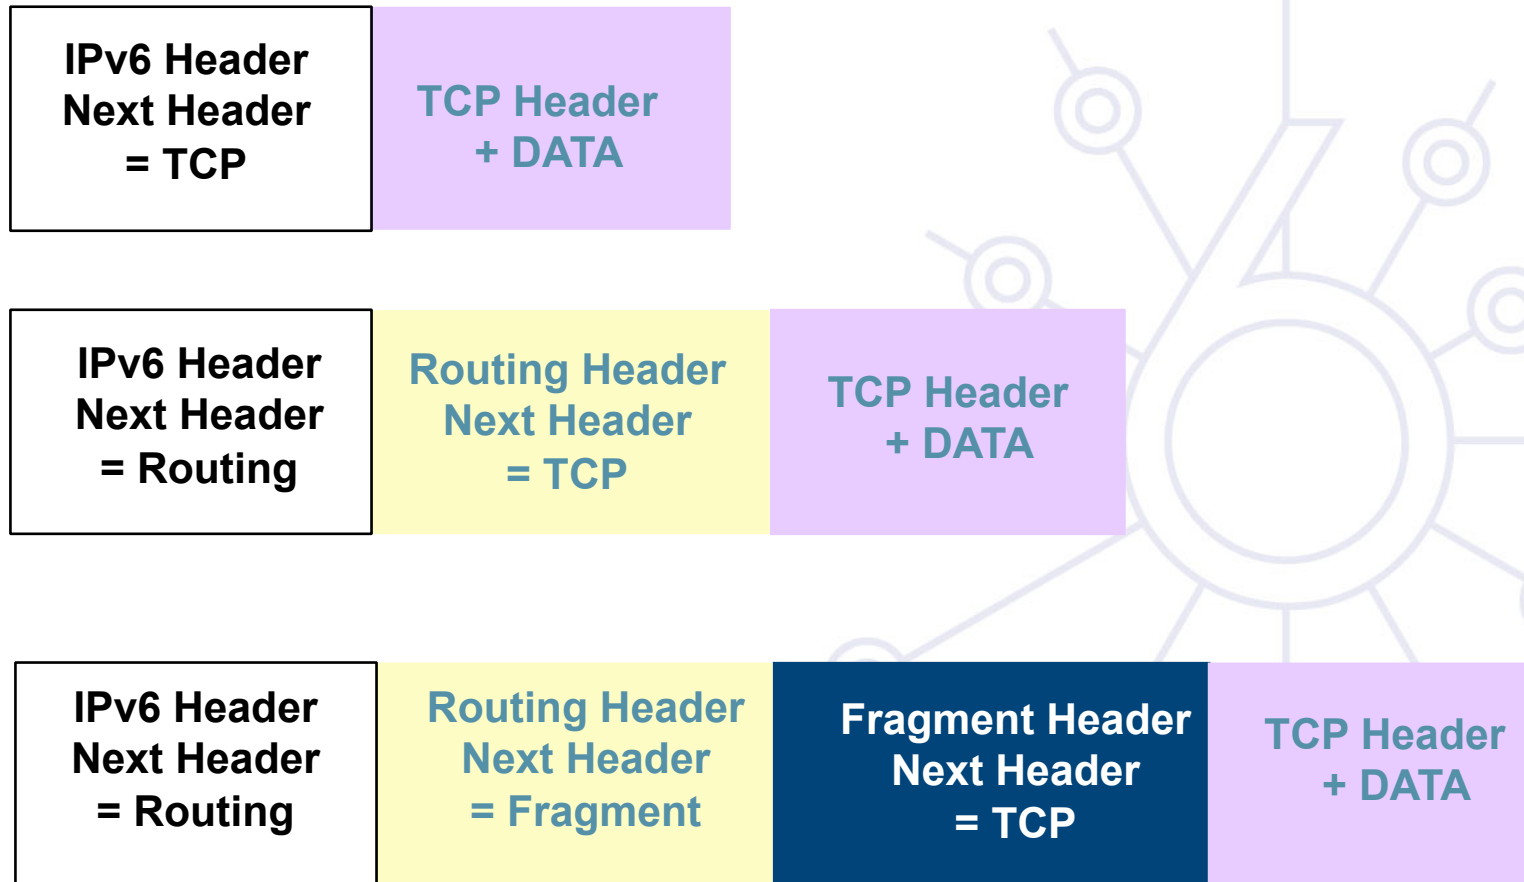 IPv6 Header
Next Header
= TCP
TCP Header
+ DATA
IPv6 Header
Next Header
= Routing
Routing Header
Next Header
= TCP
TCP Header
+ DATA
IPv6 Header
Next Header
= Routing
Routing Header
Next Header
= Fragment
Fragment Header
Next Header
= TCP
TCP Header
+ DATA